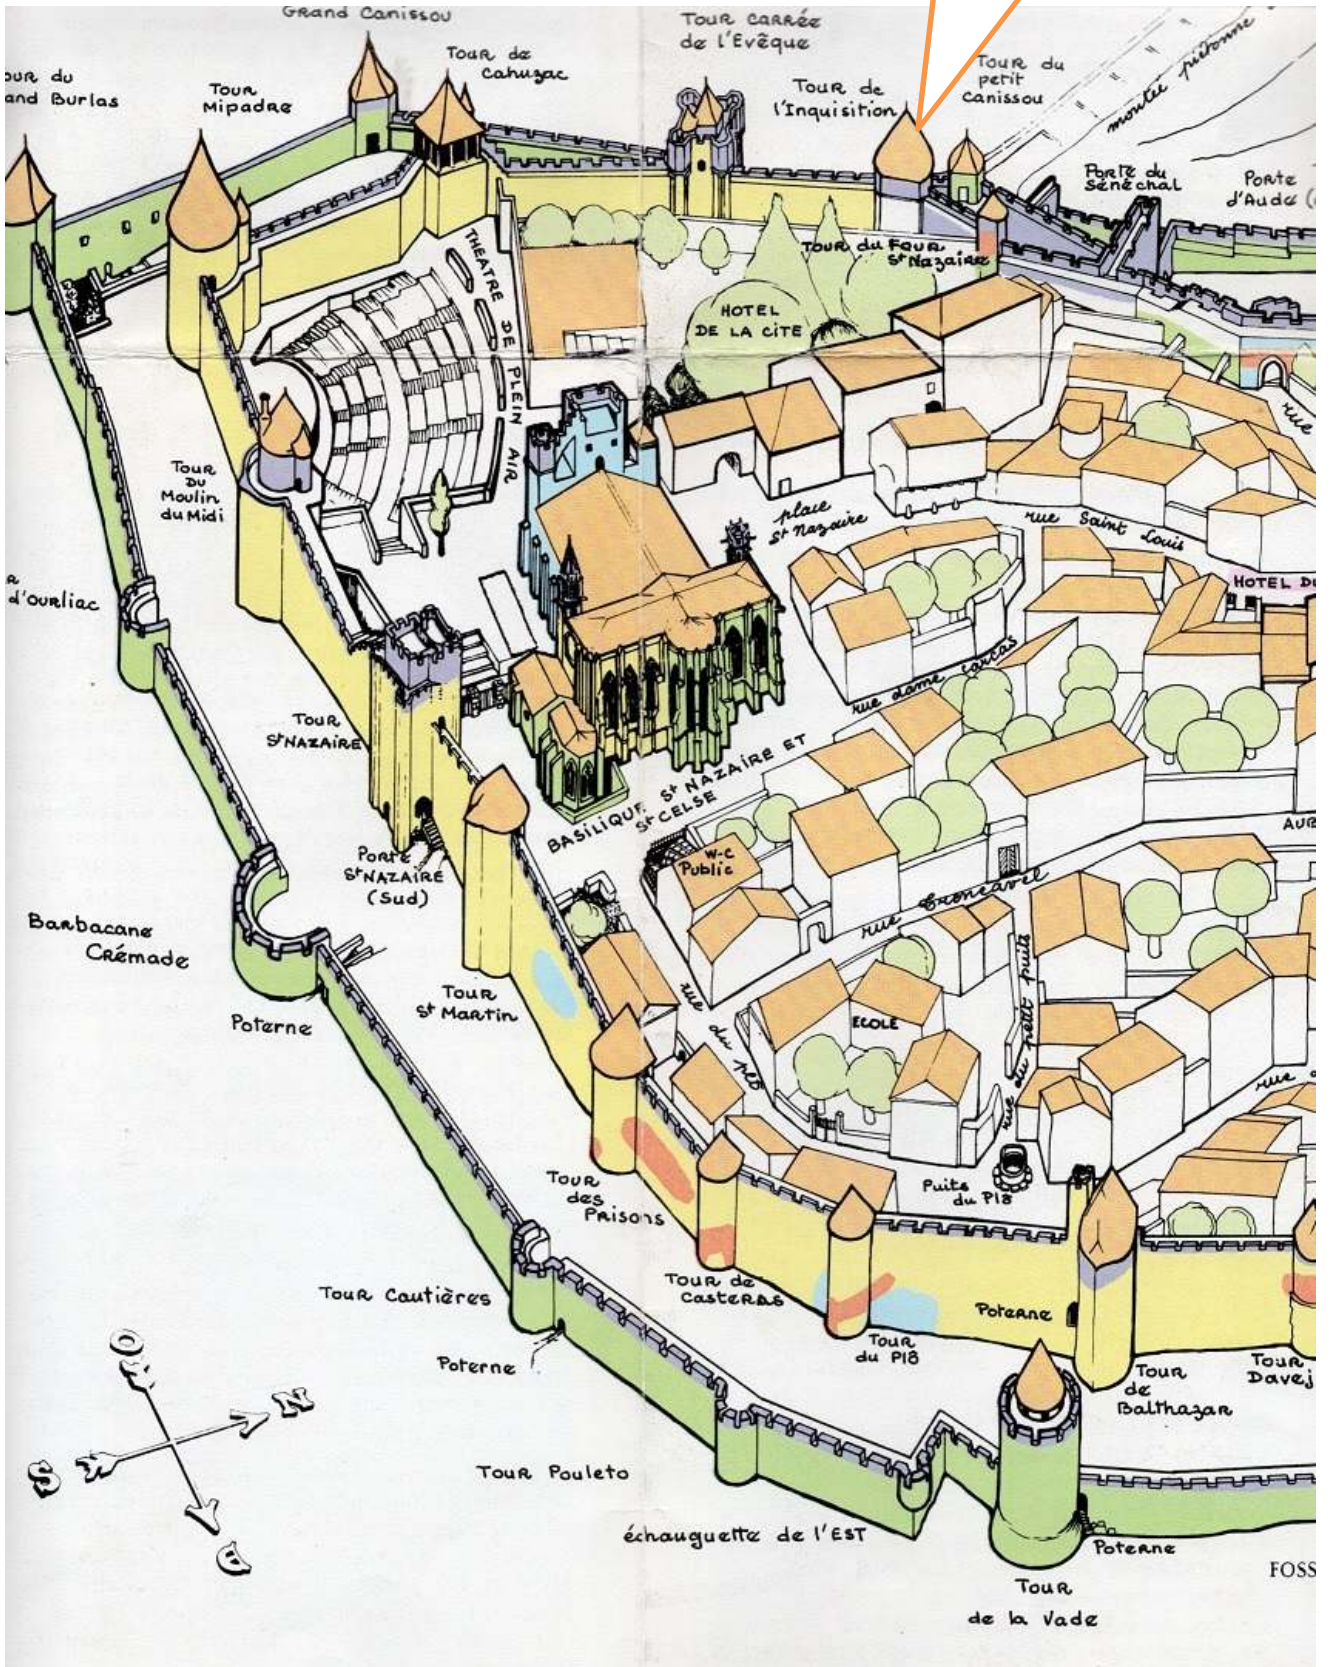 GRAND CANISSOU
TOUR CARRÉE
de l'Evêque
TOUR de
Cahuzac
TOUR du
petit
Canissou
montée piétonne
OUR du
and Burlas
TOUR
MIPADRE
TOUR de
l'Inquisition
PORTE du
Sénéchal
PORTE
d'Aude
THEATRE DE PLEIN AIR
TOUR du FOUR
St Nazaire
HOTEL
DE LA CITE
rue
TOUR
DU
Moulin
du Midi
place
St Nazaire
rue Saint Louis
R
d'OURLIAC
HOTEL DU
rue dame carcas
TOUR
St NAZAIRE
BASILIQUE St NAZAIRE ET
St CELSE
AUB
W-C
Public
PORTE
St NAZAIRE
(Sud)
rue Trencavel
Barbacane
Crémade
TOUR
St Martin
rue du plô
ECOLE
rue du petit puits
Poterne
rue d
TOUR
des
PRISONS
Puits
du Plô
TOUR de
CASTERAS
TOUR Cautières
POTERNE
TOUR
du Plô
Poterne
TOUR
de
Balthazar
TOUR
Davej
O
N
S
E
TOUR Pouleto
échauguette de l'EST
POTERNE
FOSS
TOUR
de la Vade